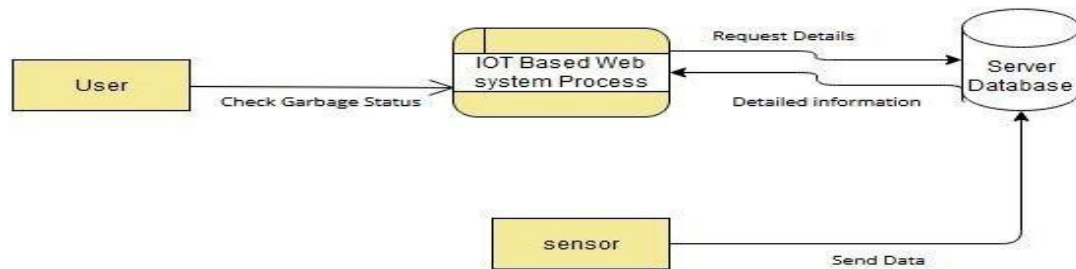 Request Details
IOT Based Web
system Process
Server
Database
User
Check Garbage Status
Detailed information
sensor
Send Data